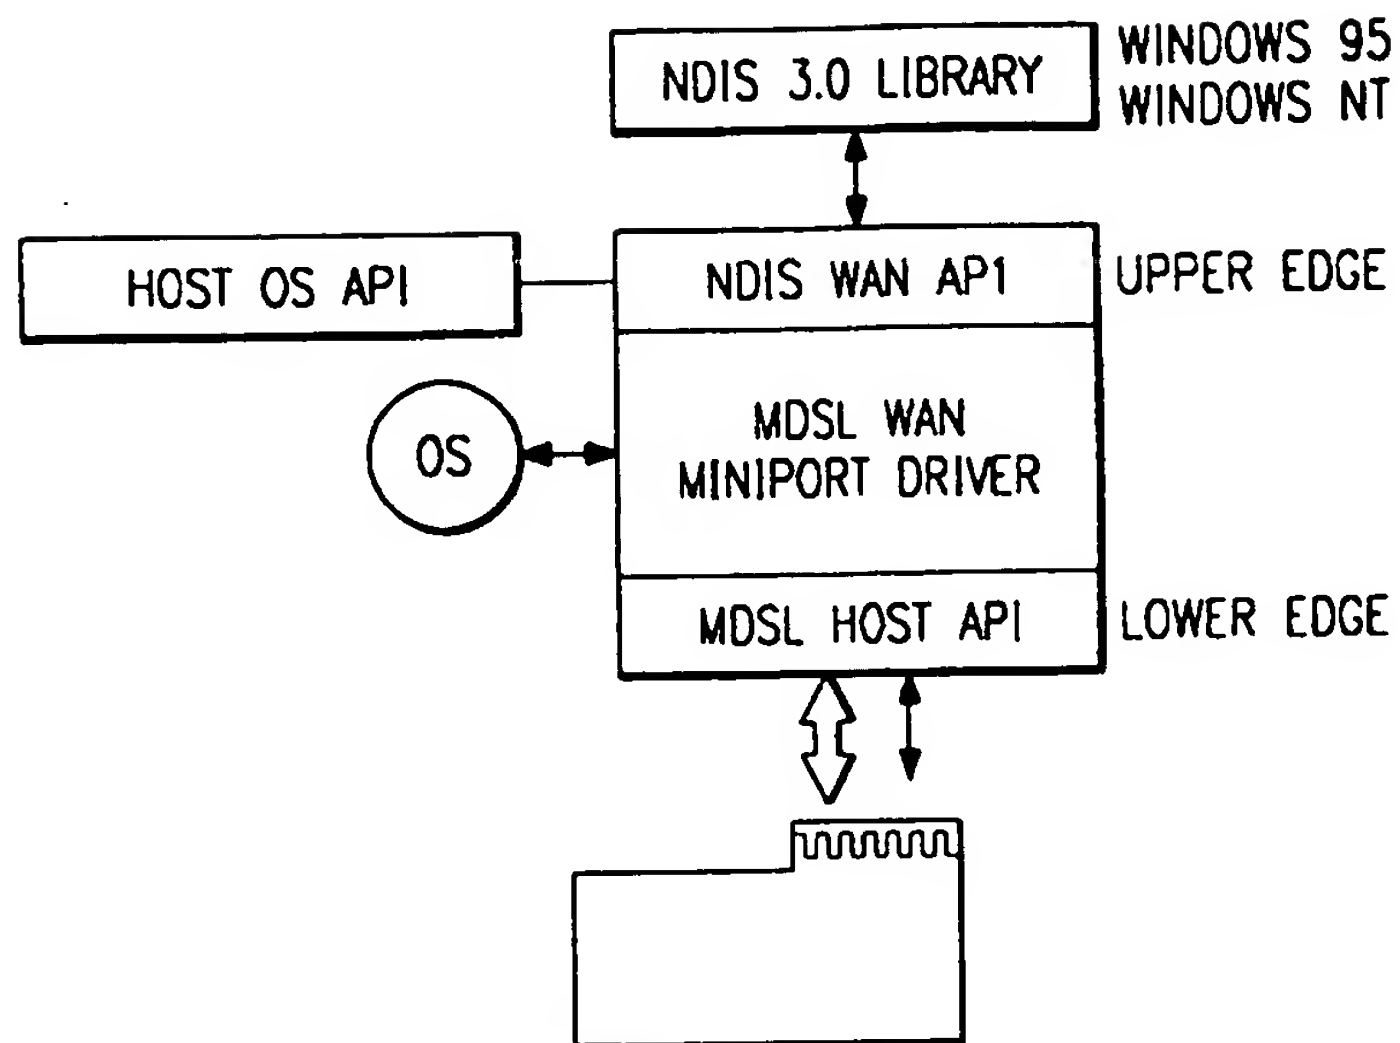 NDIS 3.0 LIBRARY
WINDOWS 95
WINDOWS NT
HOST OS API
NDIS WAN AP1
UPPER EDGE
OS
MDSL WAN
MINIPORT DRIVER
MDSL HOST API
LOWER EDGE